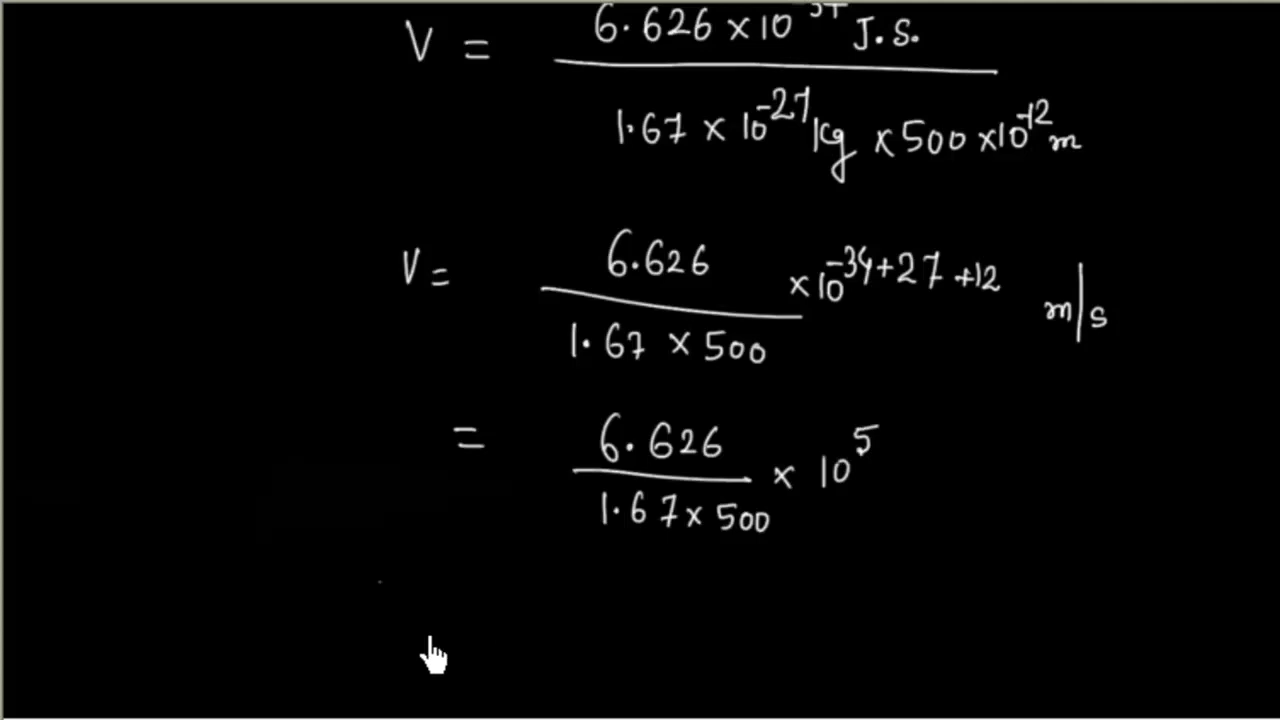 V = 6.626 × 10⁻³⁴ J.s.
1.67 × 10⁻²⁷ kg × 500 × 10⁻¹² m
V = 6.626 × 10⁻³⁴⁺²⁷⁺¹² m/s
1.67 × 500
= 6.626 × 10⁵
1.67 × 500